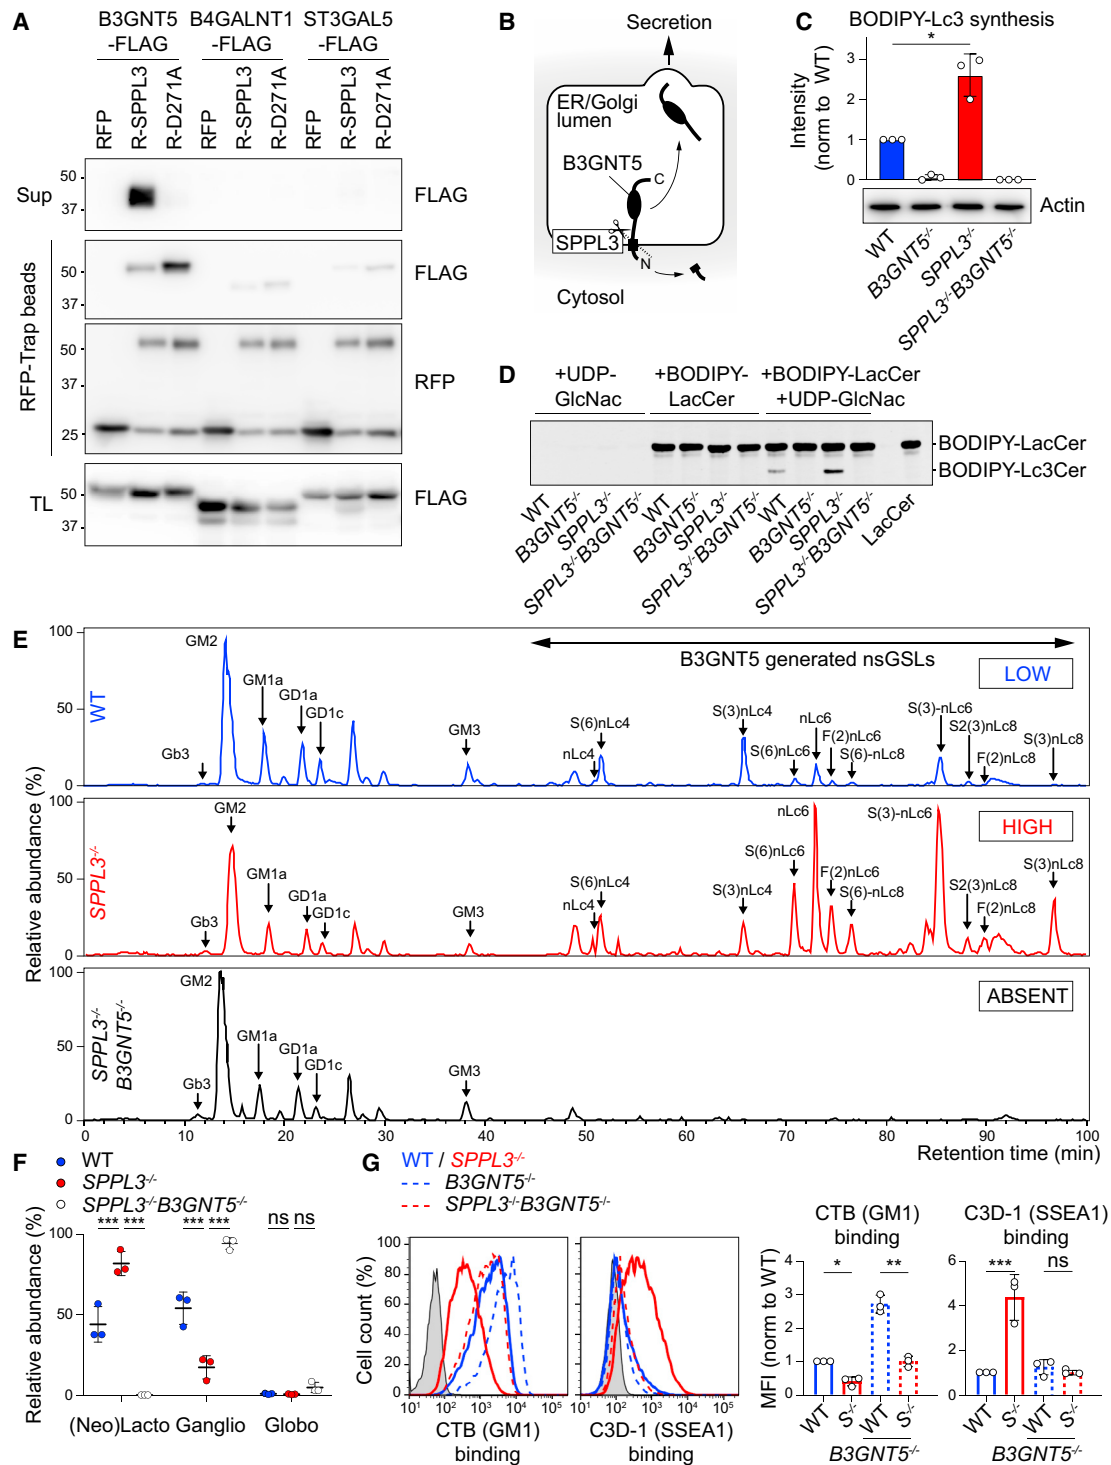 A
B3GNT5 B4GALNT1 ST3GAL5
-FLAG -FLAG -FLAG
RFP
R-SPPL3
R-D271A
RFP
R-SPPL3
R-D271A
RFP
R-SPPL3
R-D271A
Sup
50
37
FLAG
RFP-Trap beads
50
37
FLAG
50
37
25
RFP
TL
50
37
FLAG
B
Secretion
ER/Golgi
lumen
B3GNT5
C
SPPL3
N
Cytosol
C
BODIPY-Lc3 synthesis
*
Intensity
(norm to WT)
3
2
1
0
Actin
WT
B3GNT5-/-
SPPL3-/-
SPPL3-/-B3GNT5-/-
D
+UDP-
GlcNac
+BODIPY-
LacCer
+BODIPY-LacCer
+UDP-GlcNac
BODIPY-LacCer
BODIPY-Lc3Cer
WT
B3GNT5-/-
SPPL3-/-
SPPL3-/-B3GNT5-/-
WT
B3GNT5-/-
SPPL3-/-
SPPL3-/-B3GNT5-/-
WT
B3GNT5-/-
SPPL3-/-
SPPL3-/-B3GNT5-/-
LacCer
E
Relative abundance (%)
WT
100
50
0
Gb3
GM2
GM1a
GD1a
GD1c
GM3
B3GNT5 generated nsGSLs
LOW
nLc4
S(6)nLc4
S(3)nLc4
S(6)nLc6
nLc6
F(2)nLc6
S(6)-nLc8
S(3)-nLc6
S2(3)nLc8
F(2)nLc8
S(3)nLc8
SPPL3-/-
100
50
0
Gb3
GM2
GM1a
GD1a
GD1c
GM3
nLc4
S(6)nLc4
S(3)nLc4
S(6)nLc6
nLc6
F(2)nLc6
S(6)-nLc8
S(3)-nLc6
HIGH
S2(3)nLc8
F(2)nLc8
S(3)nLc8
SPPL3-/-
B3GNT5-/-
100
50
0
Gb3
GM2
GM1a
GD1a
GD1c
GM3
ABSENT
0 10 20 30 40 50 60 70 80 90 100
Retention time (min)
F
WT
SPPL3-/-
SPPL3-/-B3GNT5-/-
*** *** *** *** ns ns
Relative abundance (%)
100
50
0
(Neo)Lacto Ganglio Globo
G
WT / SPPL3-/-
B3GNT5-/-
SPPL3-/-B3GNT5-/-
Cell count (%)
100
80
60
40
20
0
101 102 103 104 105
CTB (GM1)
binding
101 102 103 104 105
C3D-1 (SSEA1)
binding
CTB (GM1)
binding
MFI (norm to WT)
4
3
2
1
0
* **
WT
S-/-
WT
S-/-
B3GNT5-/-
C3D-1 (SSEA1)
binding
6
4
2
0
*** ns
WT
S-/-
WT
S-/-
B3GNT5-/-